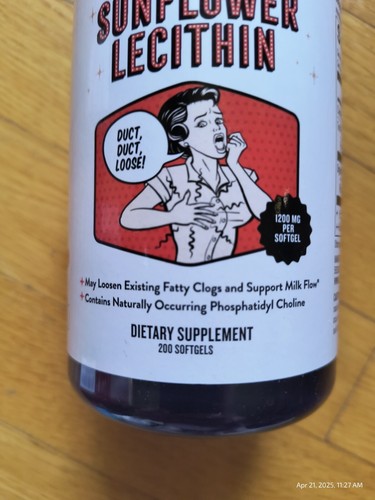 SUNFLOWER
LECITHIN
DUCT,
DUCT,
LOOSE!
1200 MG
PER
SOFTGEL
+May Loosen Existing Fatty Clogs and Support Milk Flow*
+Contains Naturally Occurring Phosphatidyl Choline
DIETARY SUPPLEMENT
200 SOFTGELS
Apr 21, 2025, 11:27 AM